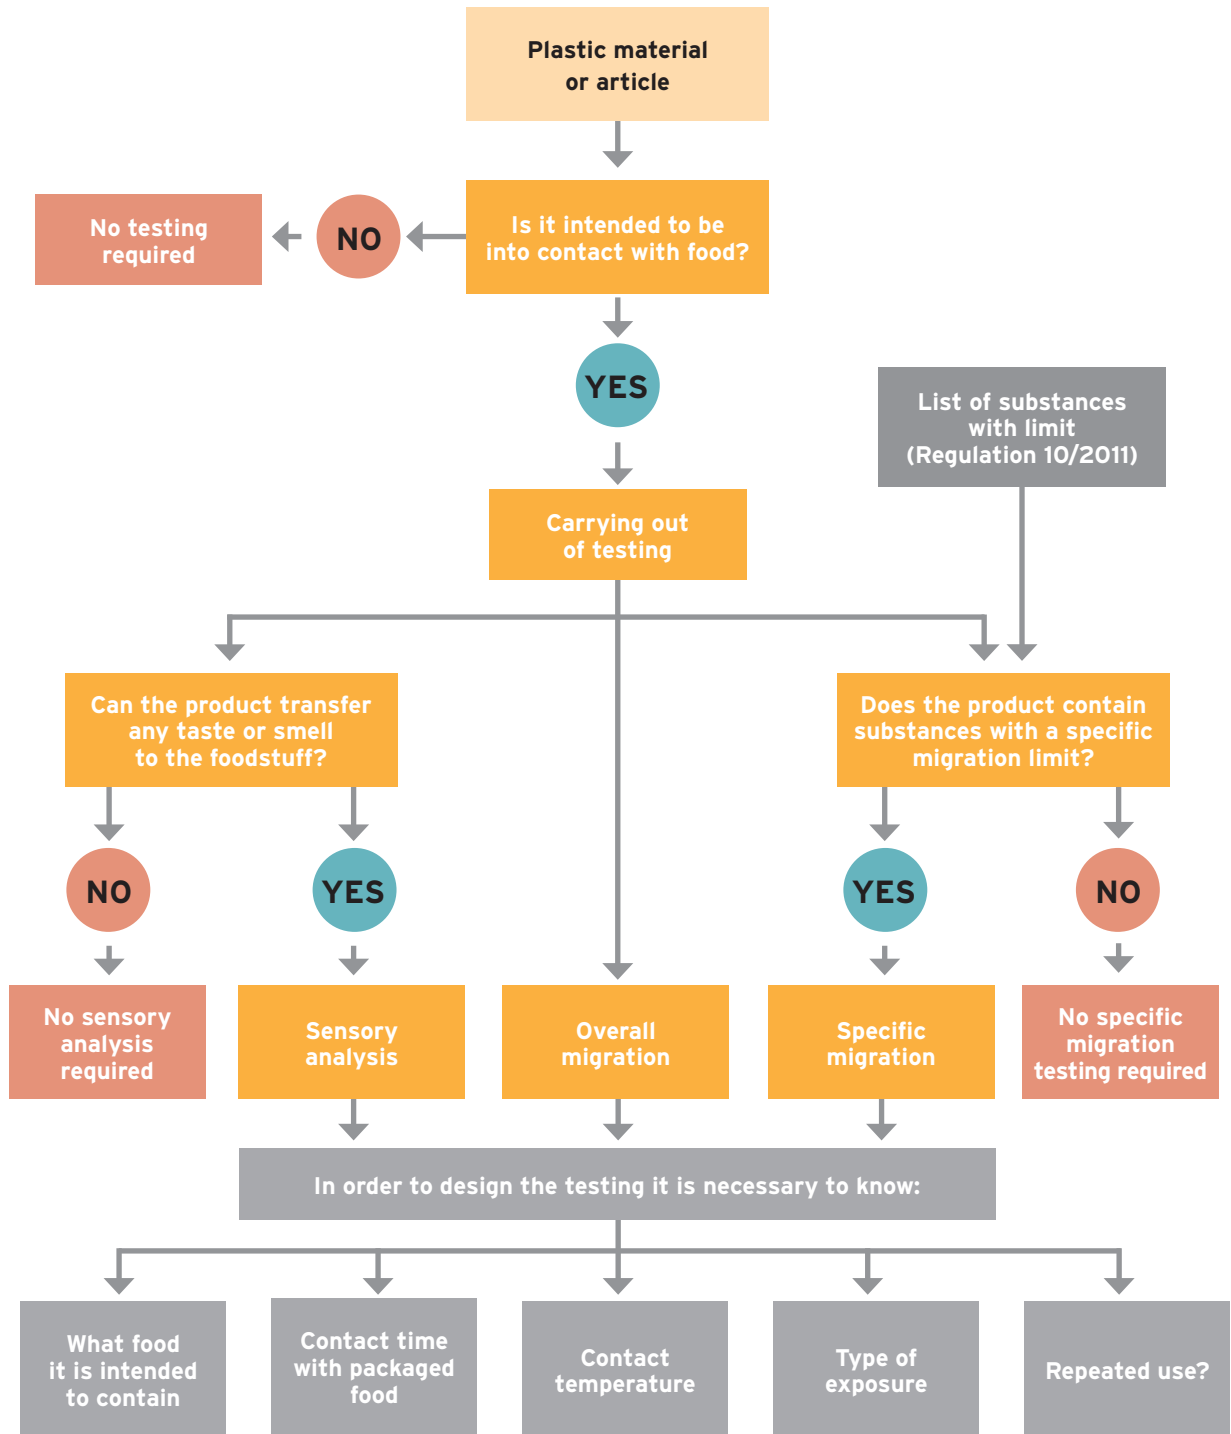 Plastic material
or article
Is it intended to be
into contact with food?
NO
No testing
required
YES
List of substances
with limit
(Regulation 10/2011)
Carrying out
of testing
Can the product transfer
any taste or smell
to the foodstuff?
Does the product contain
substances with a specific
migration limit?
NO
YES
YES
NO
No sensory
analysis
required
Sensory
analysis
Overall
migration
Specific
migration
No specific
migration
testing required
In order to design the testing it is necessary to know:
What food
it is intended
to contain
Contact time
with packaged
food
Contact
temperature
Type of
exposure
Repeated use?